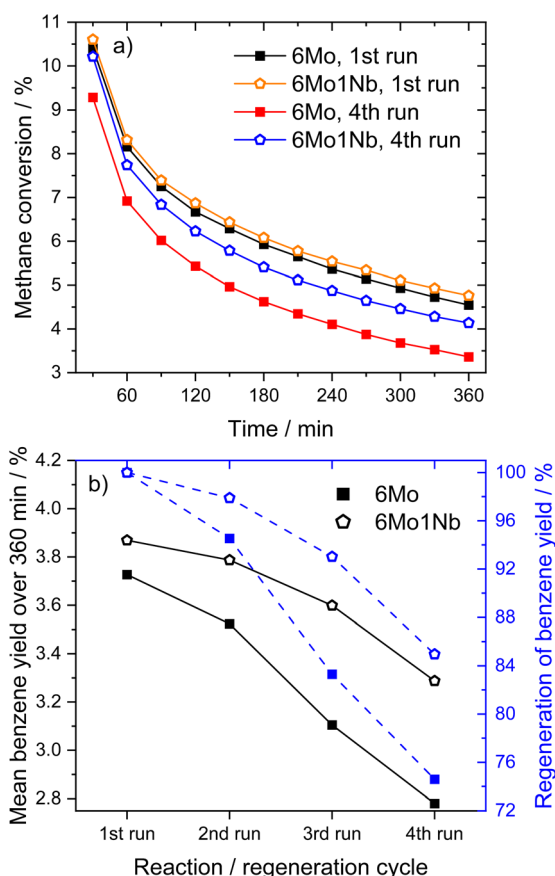 a)
6Mo, 1st run
6Mo1Nb, 1st run
6Mo, 4th run
6Mo1Nb, 4th run
Methane conversion / %
11
10
9
8
7
6
5
4
3
60 120 180 240 300 360
Time / min
b)
6Mo
6Mo1Nb
Mean benzene yield over 360 min / %
4.2
4.0
3.8
3.6
3.4
3.2
3.0
2.8
Regeneration of benzene yield / %
100
96
92
88
84
80
76
72
1st run 2nd run 3rd run 4th run
Reaction / regeneration cycle